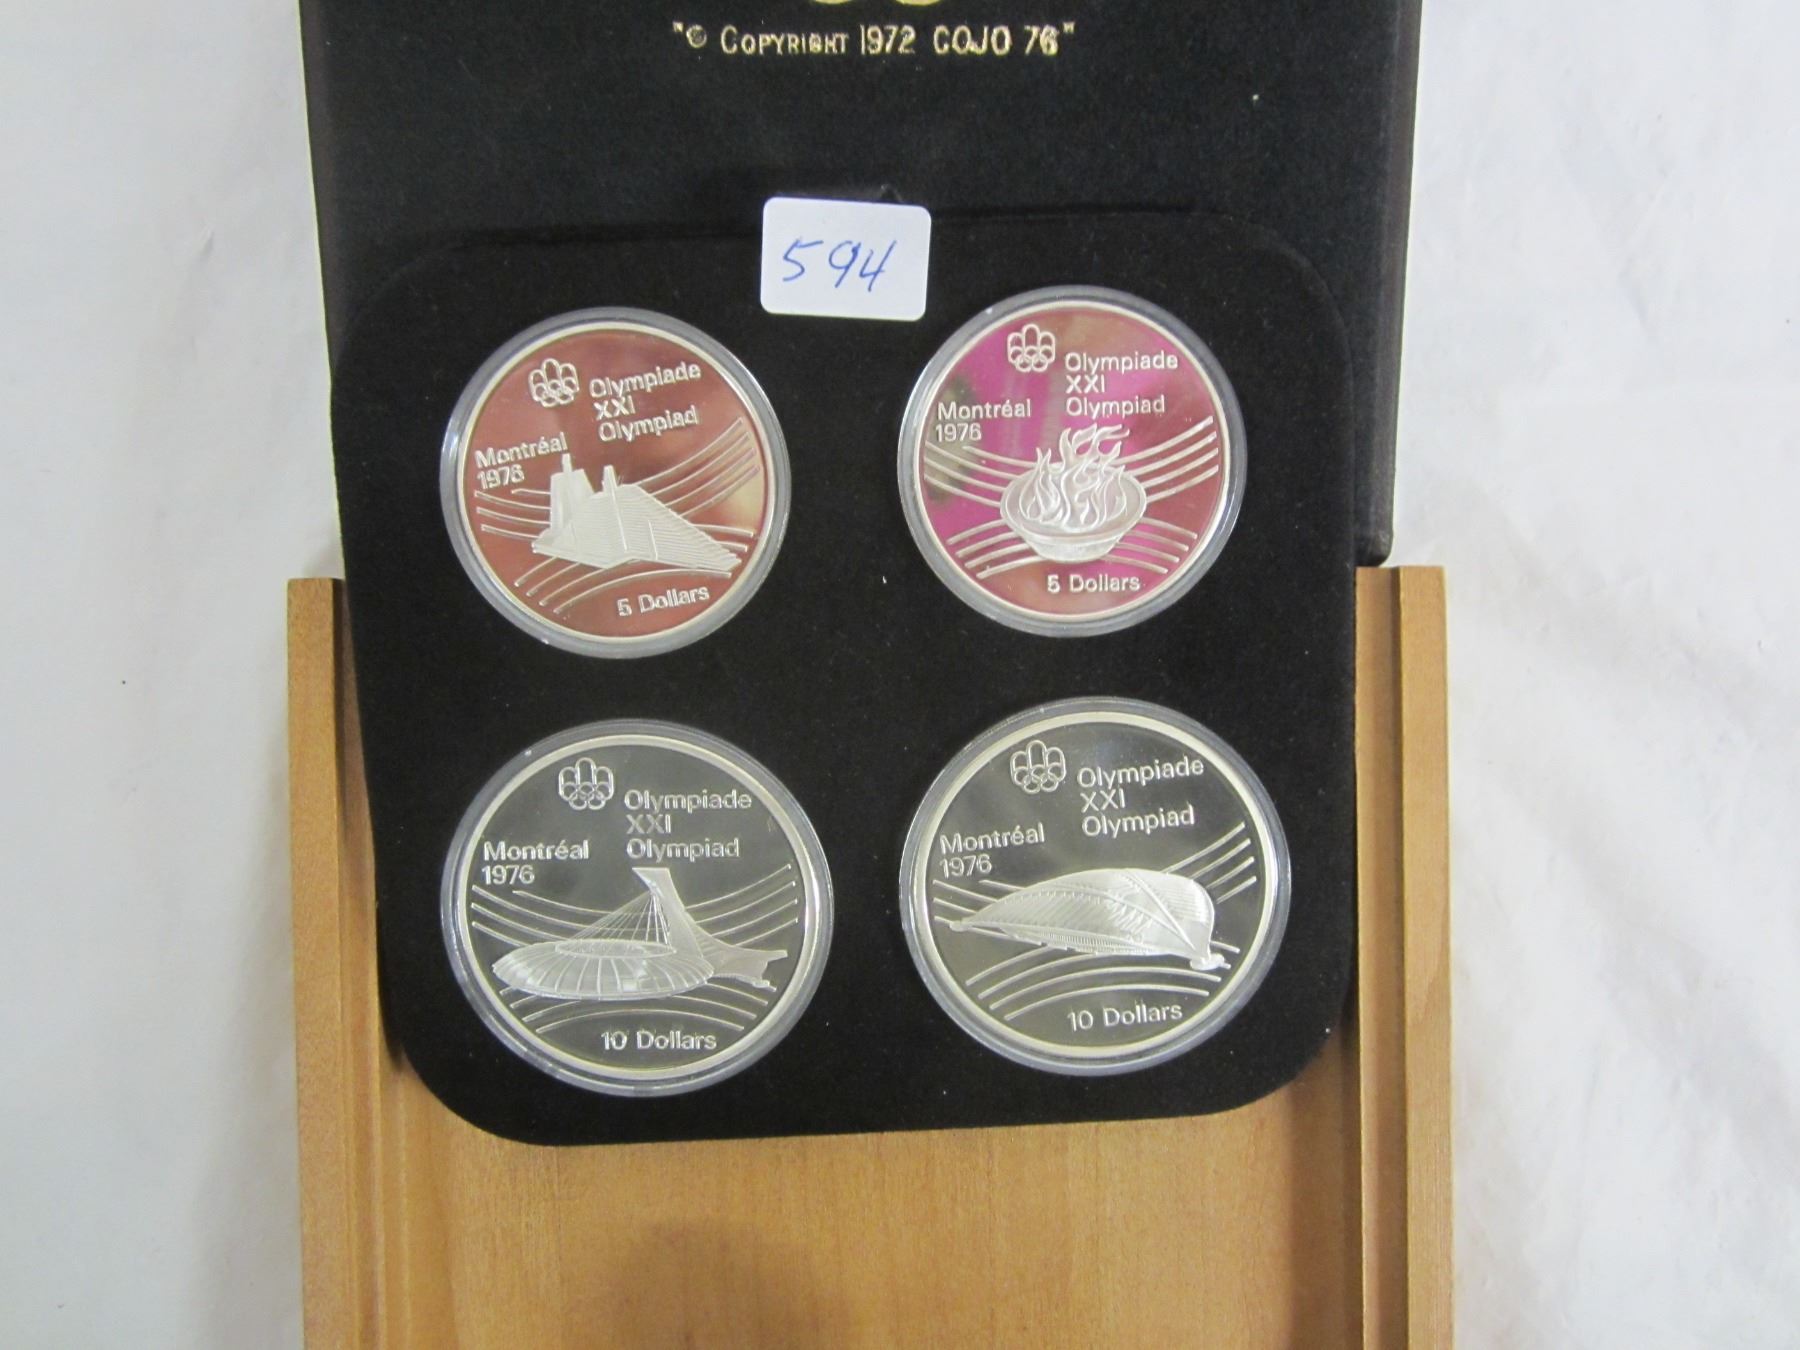 "© COPYRIGHT 1972 COJO 76"
594
Olympiade
XXI
Olympiad
Montréal
1976
5 Dollars
Olympiade
XXI
Olympiad
Montréal
1976
5 Dollars
Olympiade
XXI
Olympiad
Montréal
1976
10 Dollars
Olympiade
XXI
Olympiad
Montréal
1976
10 Dollars